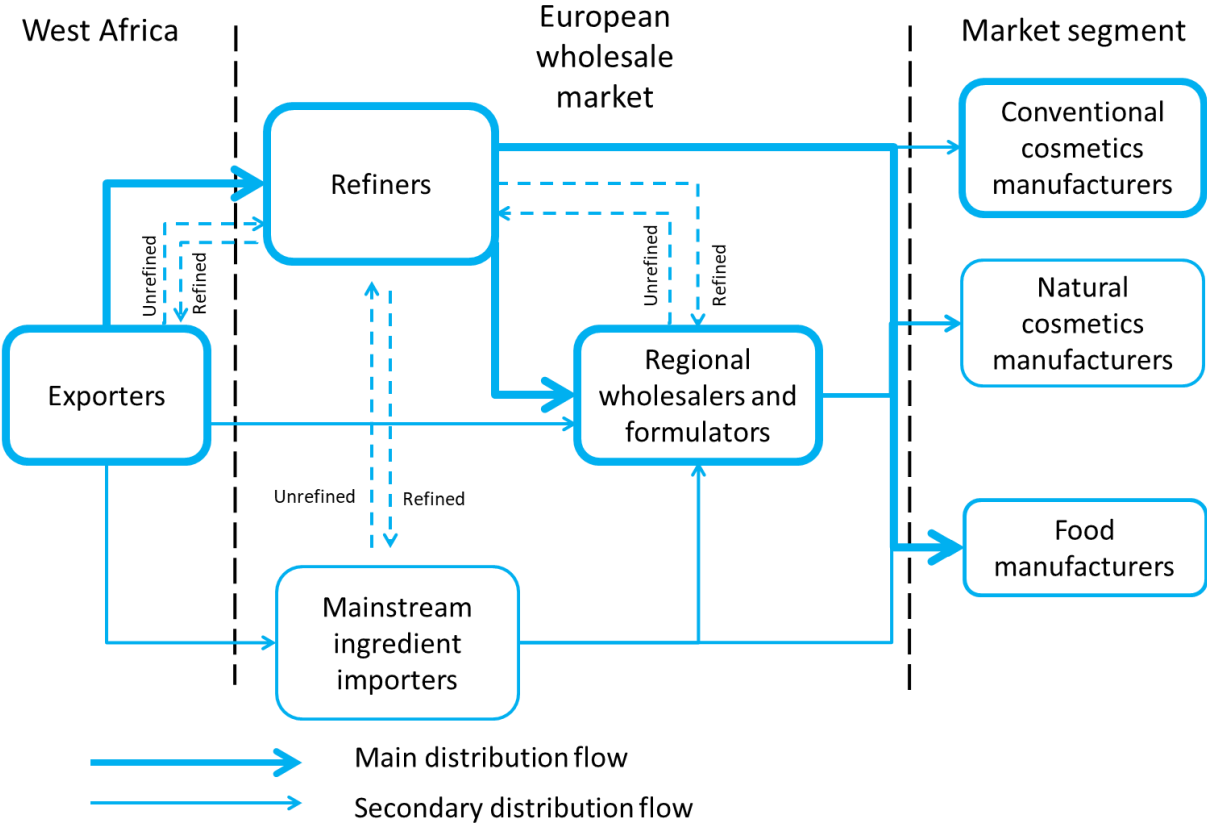 West Africa
European
wholesale
market
Market segment
Conventional
cosmetics
manufacturers
Refiners
Unrefined
Refined
Unrefined
Refined
Natural
cosmetics
manufacturers
Exporters
Regional
wholesalers and
formulators
Unrefined
Refined
Food
manufacturers
Mainstream
ingredient
importers
Main distribution flow
Secondary distribution flow